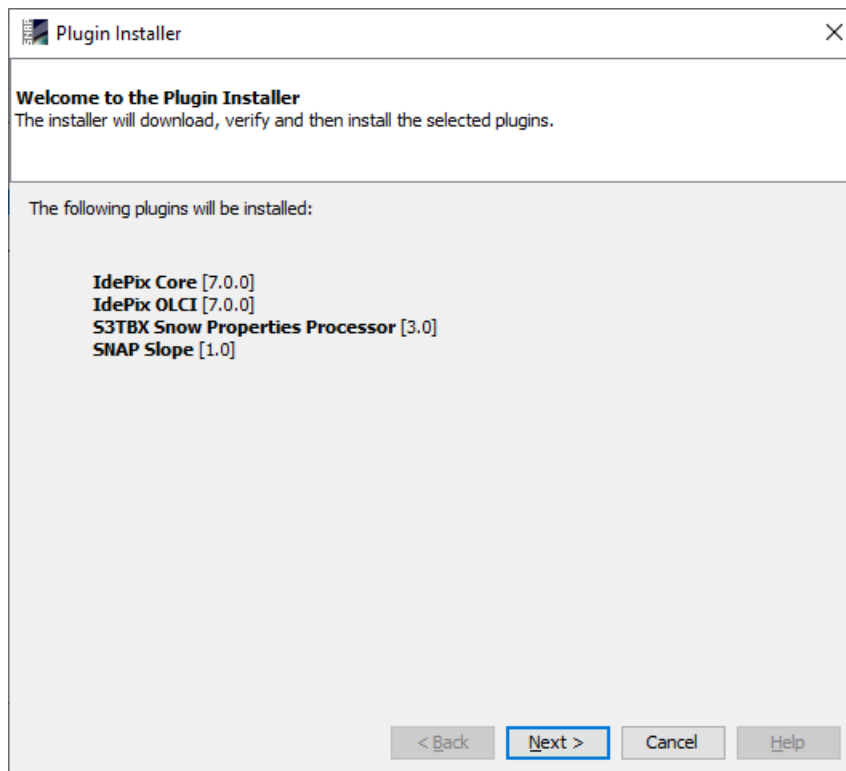 Plugin Installer
Welcome to the Plugin Installer
The installer will download, verify and then install the selected plugins.
The following plugins will be installed:
IdePix Core [7.0.0]
IdePix OLCI [7.0.0]
S3TBX Snow Properties Processor [3.0]
SNAP Slope [1.0]
< Back
Next >
Cancel
Help